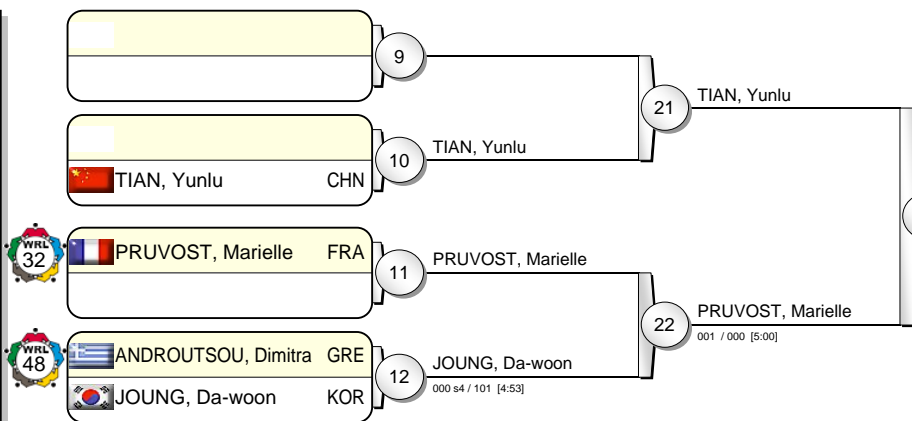 9
TIAN, Yunlu
21
TIAN, Yunlu
10
TIAN, Yunlu CHN
WRL
32
PRUVOST, Marielle FRA
PRUVOST, Marielle
11
PRUVOST, Marielle
22
001 / 000 [5:00]
WRL
48
ANDROUTSOU, Dimitra GRE
JOUNG, Da-woon
12
000 s4 / 101 [4:53]
JOUNG, Da-woon KOR